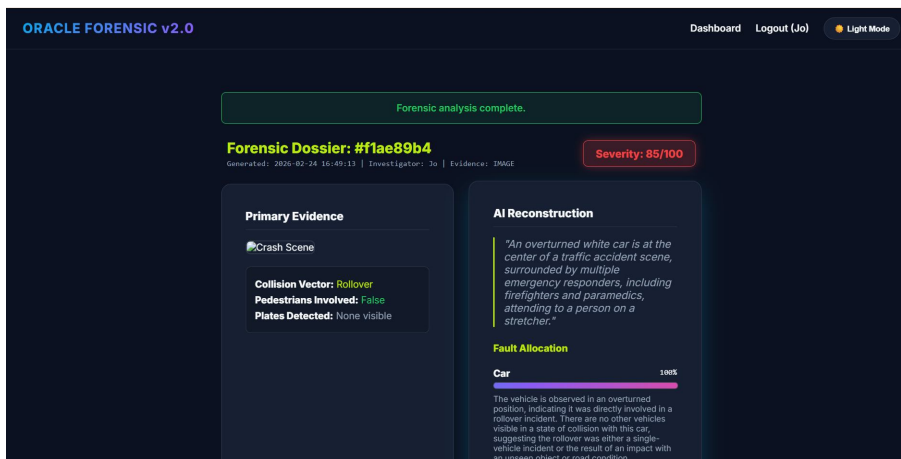 ORACLE FORENSIC v2.0
Dashboard Logout (Jo) Light Mode
Forensic analysis complete.
Forensic Dossier: #f1ae89b4
Generated: 2026-02-24 16:49:13 | Investigator: Jo | Evidence: IMAGE
Severity: 85/100
Primary Evidence
Crash Scene
Collision Vector: Rollover
Pedestrians Involved: False
Plates Detected: None visible
AI Reconstruction
"An overturned white car is at the
center of a traffic accident scene,
surrounded by multiple
emergency responders, including
firefighters and paramedics,
attending to a person on a
stretcher."
Fault Allocation
Car 100%
The vehicle is observed in an overturned
position, indicating it was directly involved in a
rollover incident. There are no other vehicles
visible in a state of collision with this car,
suggesting the rollover was either a single-
vehicle incident or the result of an impact with
an unseen object or road condition.